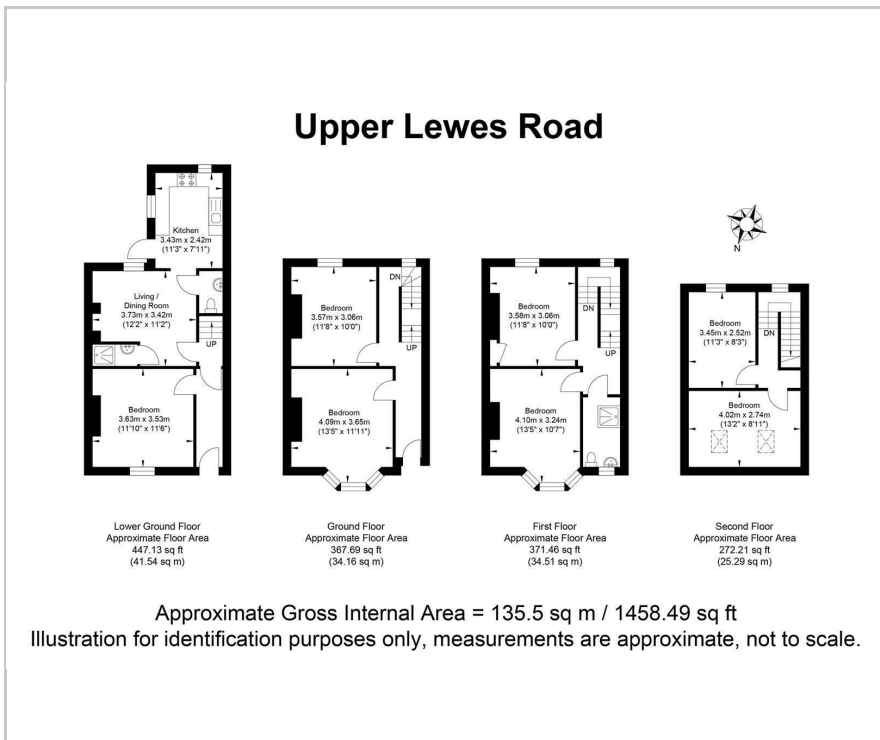 Upper Lewes Road
Kitchen
3.43m x 2.42m
(11'3" x 7'11")
Living /
Dining Room
3.73m x 3.42m
(12'2" x 11'2")
UP
Bedroom
3.63m x 3.53m
(11'10" x 11'6")
Lower Ground Floor
Approximate Floor Area
447.13 sq ft
(41.54 sq m)
DN
Bedroom
3.57m x 3.06m
(11'8" x 10'0")
UP
Bedroom
4.09m x 3.65m
(13'5" x 11'11")
Ground Floor
Approximate Floor Area
367.69 sq ft
(34.16 sq m)
Bedroom
3.58m x 3.06m
(11'8" x 10'0")
DN
UP
Bedroom
4.10m x 3.24m
(13'5" x 10'7")
First Floor
Approximate Floor Area
371.46 sq ft
(34.51 sq m)
N
Bedroom
3.45m x 2.52m
(11'3" x 8'3")
DN
Bedroom
4.02m x 2.74m
(13'2" x 8'11")
Second Floor
Approximate Floor Area
272.21 sq ft
(25.29 sq m)
Approximate Gross Internal Area = 135.5 sq m / 1458.49 sq ft
Illustration for identification purposes only, measurements are approximate, not to scale.